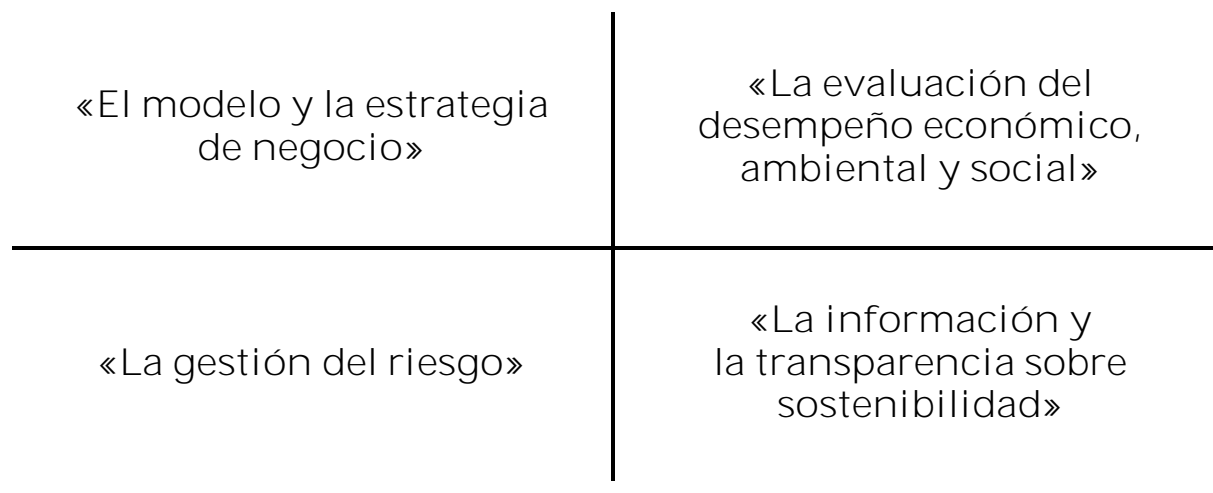 «El modelo y la estrategia
de negocio»
«La evaluación del
desempeño económico,
ambiental y social»
«La gestión del riesgo»
«La información y
la transparencia sobre
sostenibilidad»